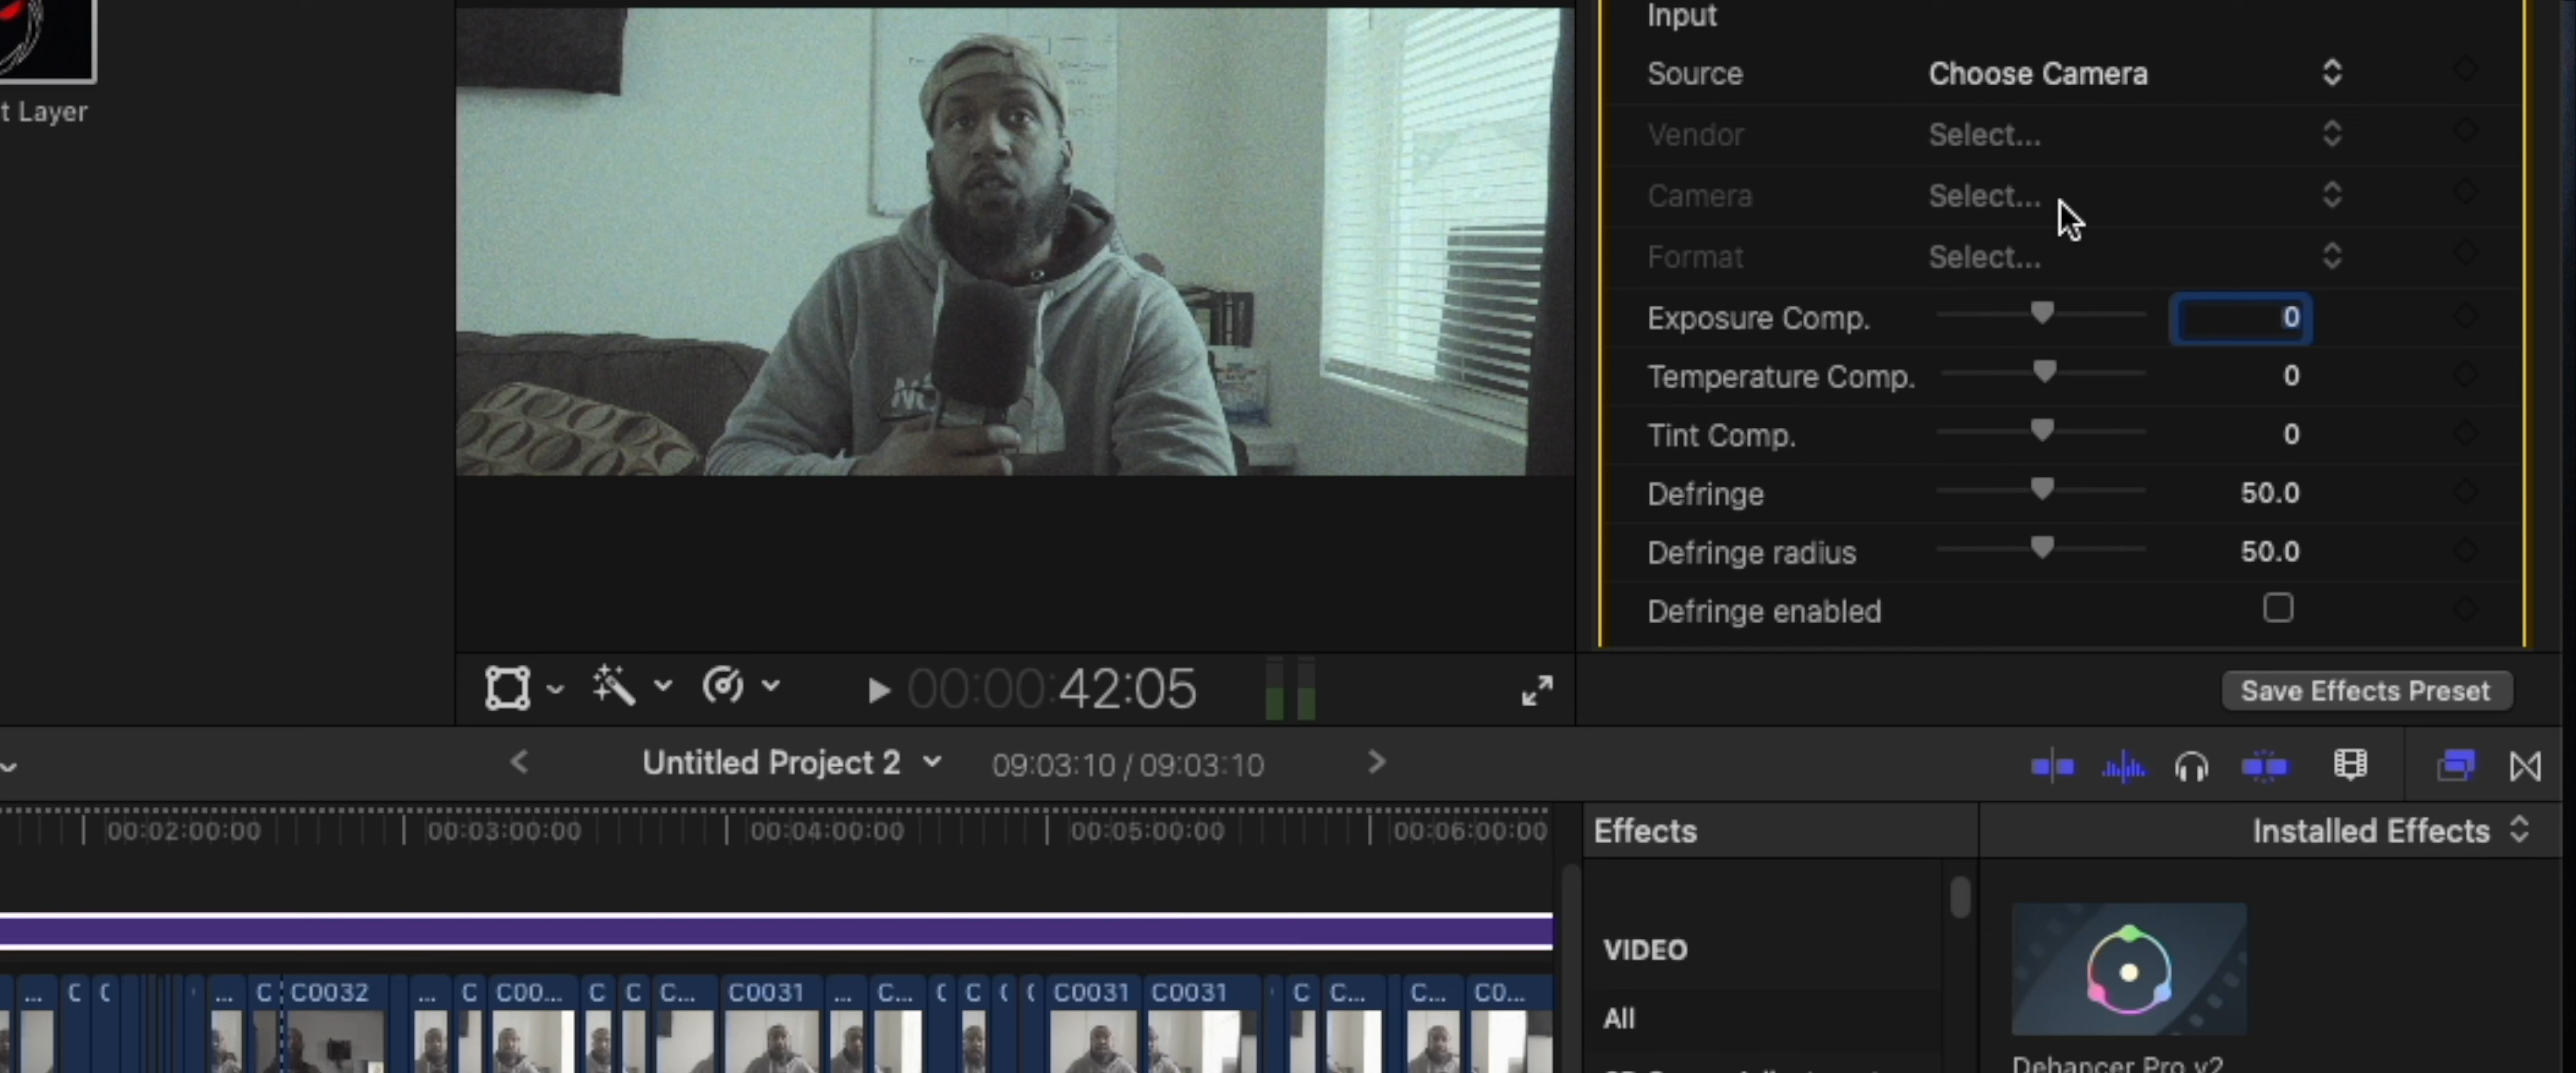 t Layer
Input
Source Choose Camera
Vendor Select...
Camera Select...
Format Select...
Exposure Comp. 0
Temperature Comp. 0
Tint Comp. 0
Defringe 50.0
Defringe radius 50.0
Defringe enabled
00:00:42:05
Save Effects Preset
Untitled Project 2 09:03:10 / 09:03:10
00:02:00:00 00:03:00:00 00:04:00:00 00:05:00:00 00:06:00:00
Effects Installed Effects
VIDEO
All
... C C ... C C0032 ... C C00... C C C... C0031 ... C... C C C0031 C0031 C C... C... C0...
Dehancer Pro v2